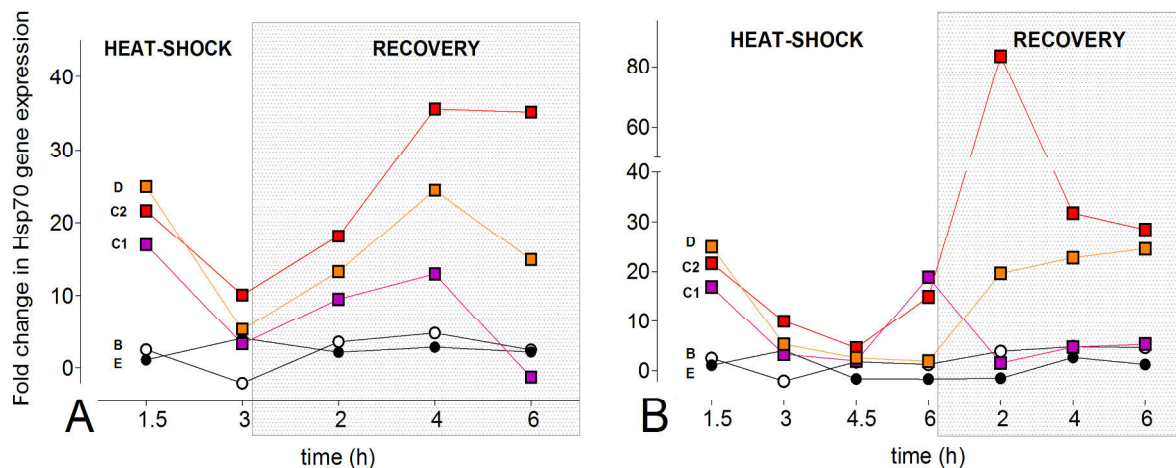 Fold change in Hsp70 gene expression
HEAT-SHOCK RECOVERY
40
30
20
10
0
D
C2
C1
B
E
A
1.5 3 2 4 6
time (h)
HEAT-SHOCK RECOVERY
80
60
40
30
20
10
0
D
C2
C1
B
E
B
1.5 3 4.5 6 2 4 6
time (h)